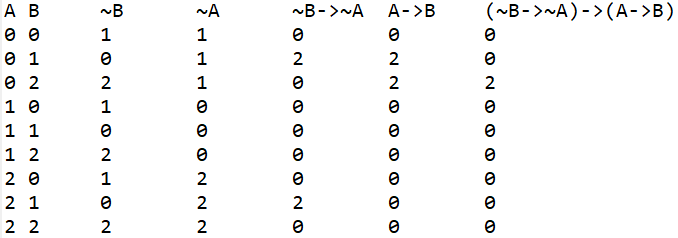 A B ~B ~A ~B->~A A->B (~B->~A)->(A->B)
0 0 1 1 0 0 0
0 1 0 1 2 2 0
0 2 2 1 0 2 2
1 0 1 0 0 0 0
1 1 0 0 0 0 0
1 2 2 0 0 0 0
2 0 1 2 0 0 0
2 1 0 2 2 0 0
2 2 2 2 0 0 0